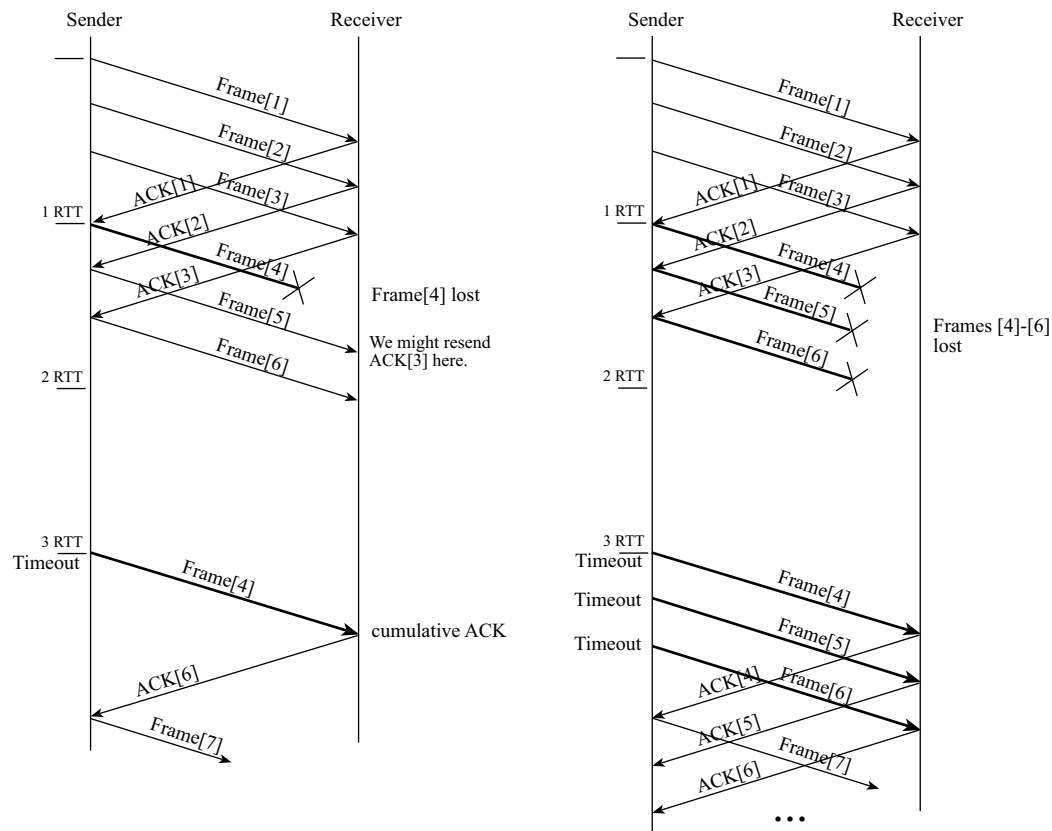 Sender
Receiver
Frame[1]
Frame[2]
ACK[1]
Frame[3]
1 RTT
ACK[2]
Frame[4]
ACK[3]
Frame[4] lost
Frame[5]
We might resend
ACK[3] here.
Frame[6]
2 RTT
3 RTT
Timeout
Frame[4]
cumulative ACK
ACK[6]
Frame[7]
Sender
Receiver
Frame[1]
Frame[2]
ACK[1]
Frame[3]
1 RTT
ACK[2]
Frame[4]
ACK[3]
Frame[5]
Frames [4]-[6]
lost
Frame[6]
2 RTT
3 RTT
Timeout
Frame[4]
Timeout
Frame[5]
Timeout
ACK[4]
Frame[6]
ACK[5]
Frame[7]
ACK[6]
...